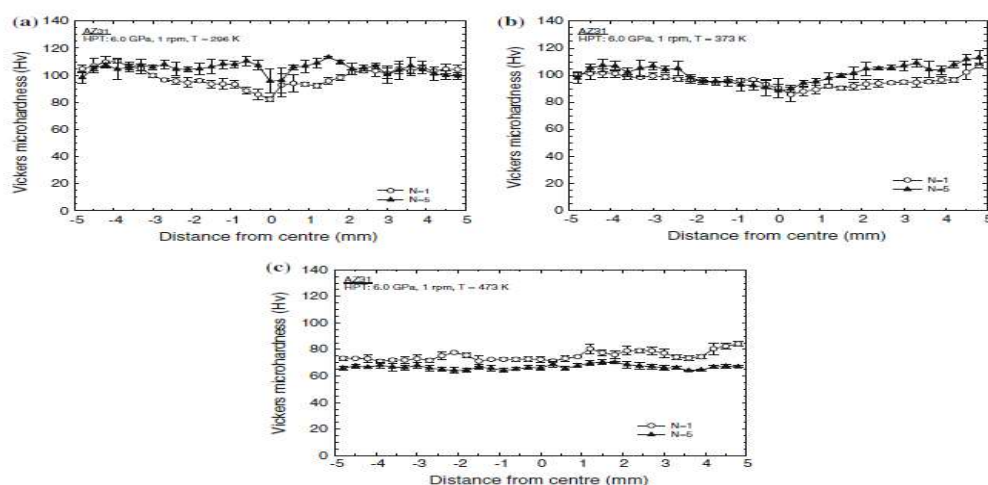 (a)
AZ31
HPT: 6.0 GPa, 1 rpm, T = 296 K
Vickers microhardness (Hv)
140
120
100
80
60
40
20
0
N=1
N=5
-5 -4 -3 -2 -1 0 1 2 3 4 5
Distance from centre (mm)
(b)
AZ31
HPT: 6.0 GPa, 1 rpm, T = 373 K
Vickers microhardness (Hv)
140
120
100
80
60
40
20
0
N=1
N=5
-5 -4 -3 -2 -1 0 1 2 3 4 5
Distance from centre (mm)
(c)
AZ31
HPT: 6.0 GPa, 1 rpm, T = 473 K
Vickers microhardness (Hv)
140
120
100
80
60
40
20
0
N=1
N=5
-5 -4 -3 -2 -1 0 1 2 3 4 5
Distance from centre (mm)